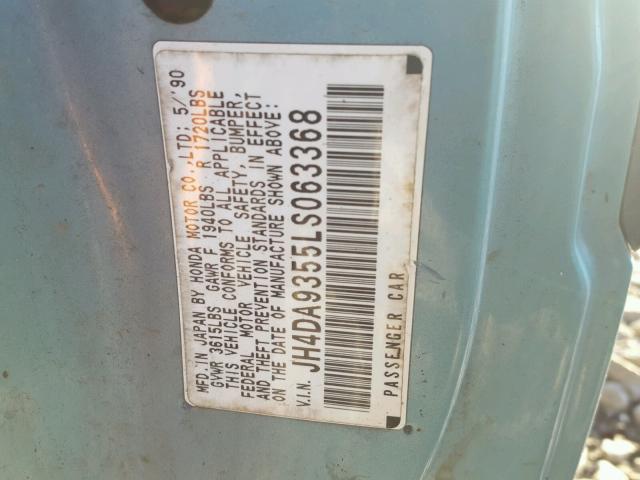 MFD.IN JAPAN BY HONDA MOTOR CO.,LTD; 5/'90
GVWR 3615LBS GAWR F 1940LBS R 1720LBS
THIS VEHICLE CONFORMS TO ALL APPLICABLE
FEDERAL MOTOR VEHICLE SAFETY, BUMPER,
AND THEFT PREVENTION STANDARDS IN EFFECT
ON THE DATE OF MANUFACTURE SHOWN ABOVE:
V.I.N. JH4DA9355LS063368
PASSENGER CAR